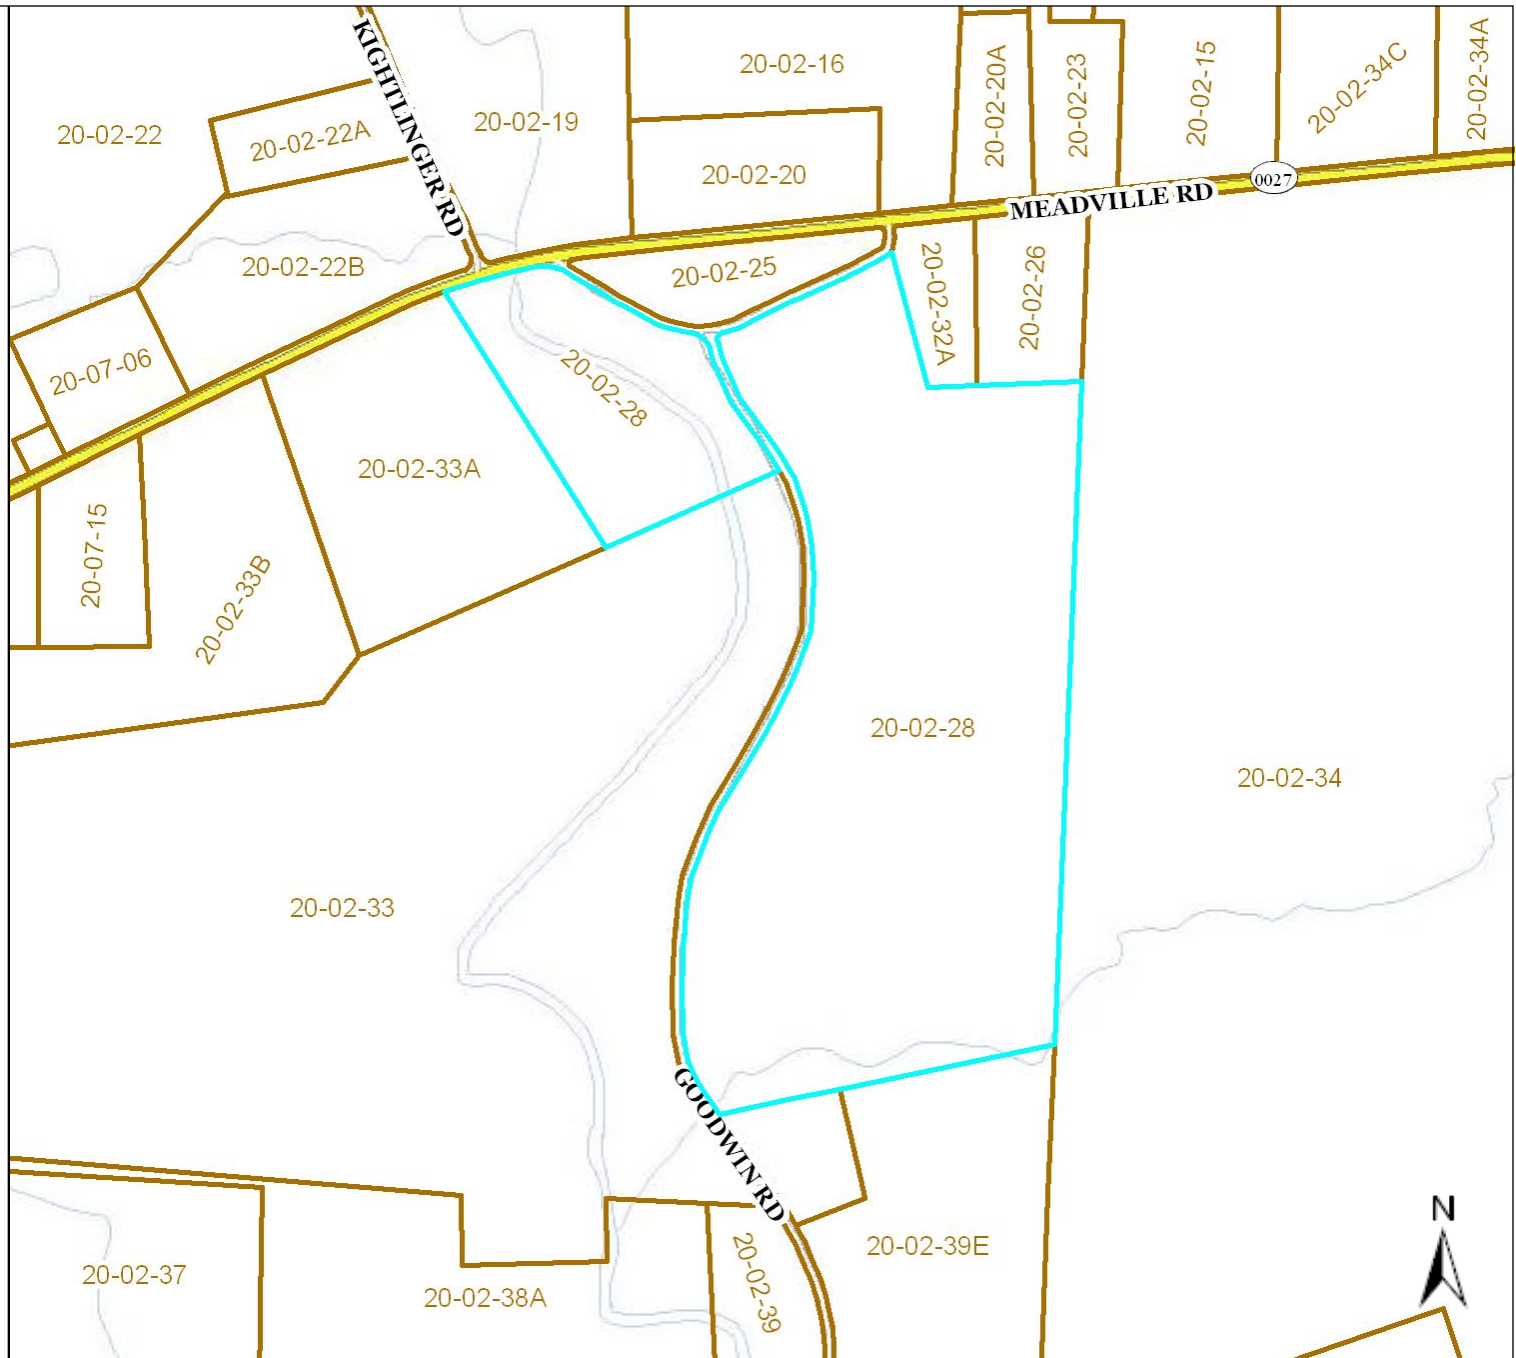 KIGHTLINGER RD
20-02-16
20-02-20A
20-02-23
20-02-15
20-02-34C
20-02-34A
20-02-22
20-02-22A
20-02-19
20-02-20
0027
MEADVILLE RD
20-02-22B
20-02-25
20-02-32A
20-02-26
20-07-06
20-02-28
20-02-33A
20-07-15
20-02-33B
20-02-28
20-02-34
20-02-33
GOODWIN RD
N
20-02-37
20-02-38A
20-02-39
20-02-39E